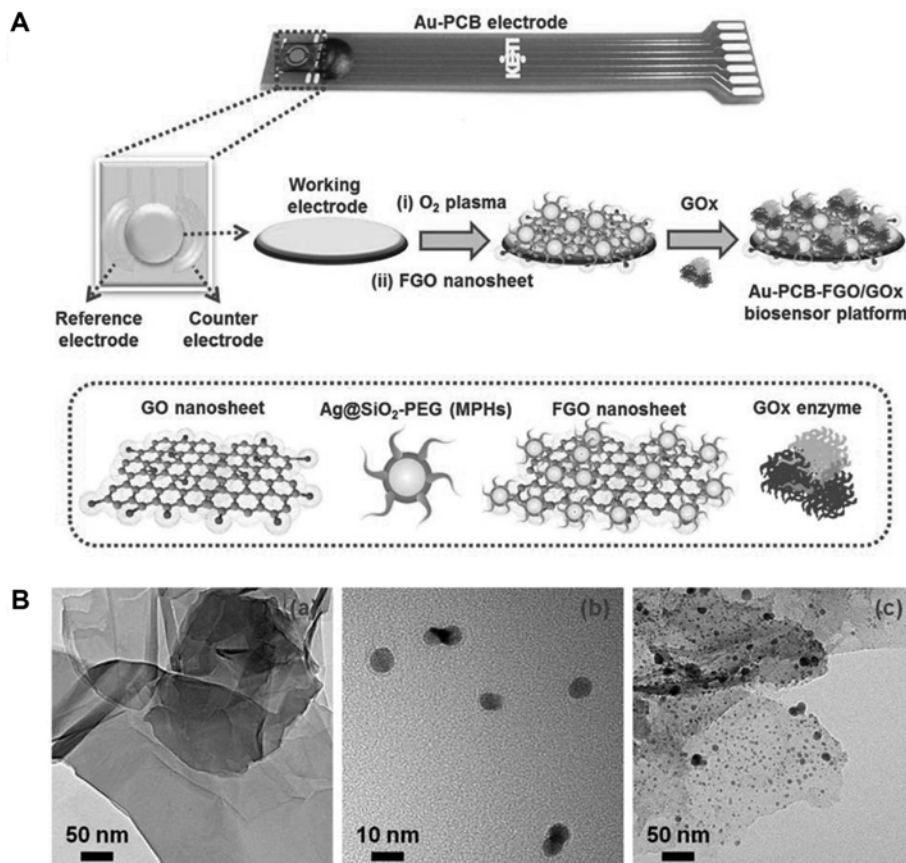 A
Au-PCB electrode
KETI
Working
electrode
(i) O₂ plasma
(ii) FGO nanosheet
GOx
Reference
electrode
Counter
electrode
Au-PCB-FGO/GOx
biosensor platform
GO nanosheet
Ag@SiO₂-PEG (MPHs)
FGO nanosheet
GOx enzyme
B
(a)
50 nm
(b)
10 nm
(c)
50 nm